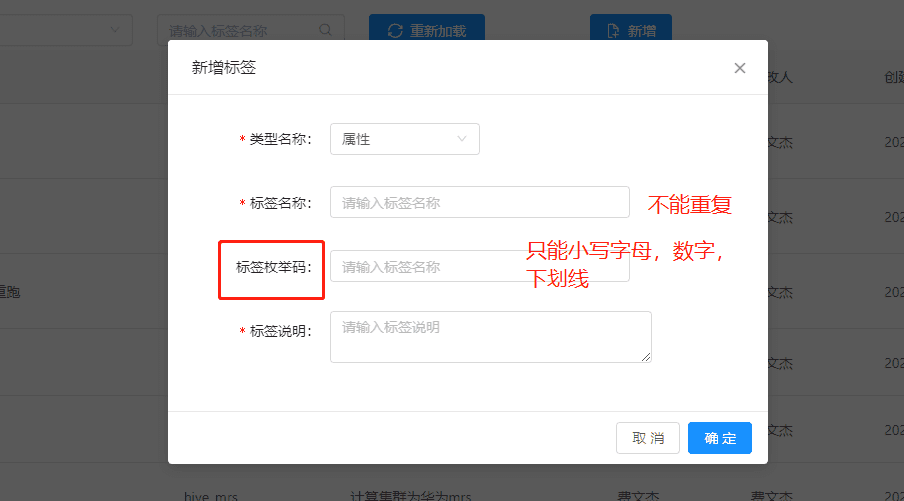 请输入标签名称
重新加载
新增
新增标签
改人
创建
* 类型名称：
属性
文杰
202
* 标签名称：
请输入标签名称
不能重复
文杰
202
标签枚举码：
请输入标签名称
只能小写字母，数字，
下划线
重跑
文杰
202
* 标签说明：
请输入标签说明
文杰
202
取 消
确 定
文杰
202
hive_mrs
计算集群为华为mrs
费文杰
费文杰
202